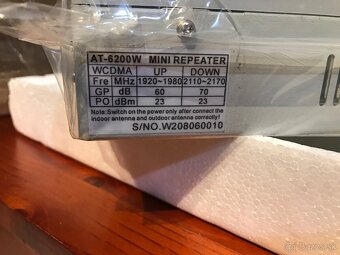 AT-6200W MINI REPEATER
WCDMA UP DOWN
Fre MHz 1920~1980 2110~2170
GP dB 60 70
PO dBm 23 23
Note: Switch on the power only after connect the
indoor antenna and outdoor antenna correctly!
S/NO.W208060010
Bazos.sk